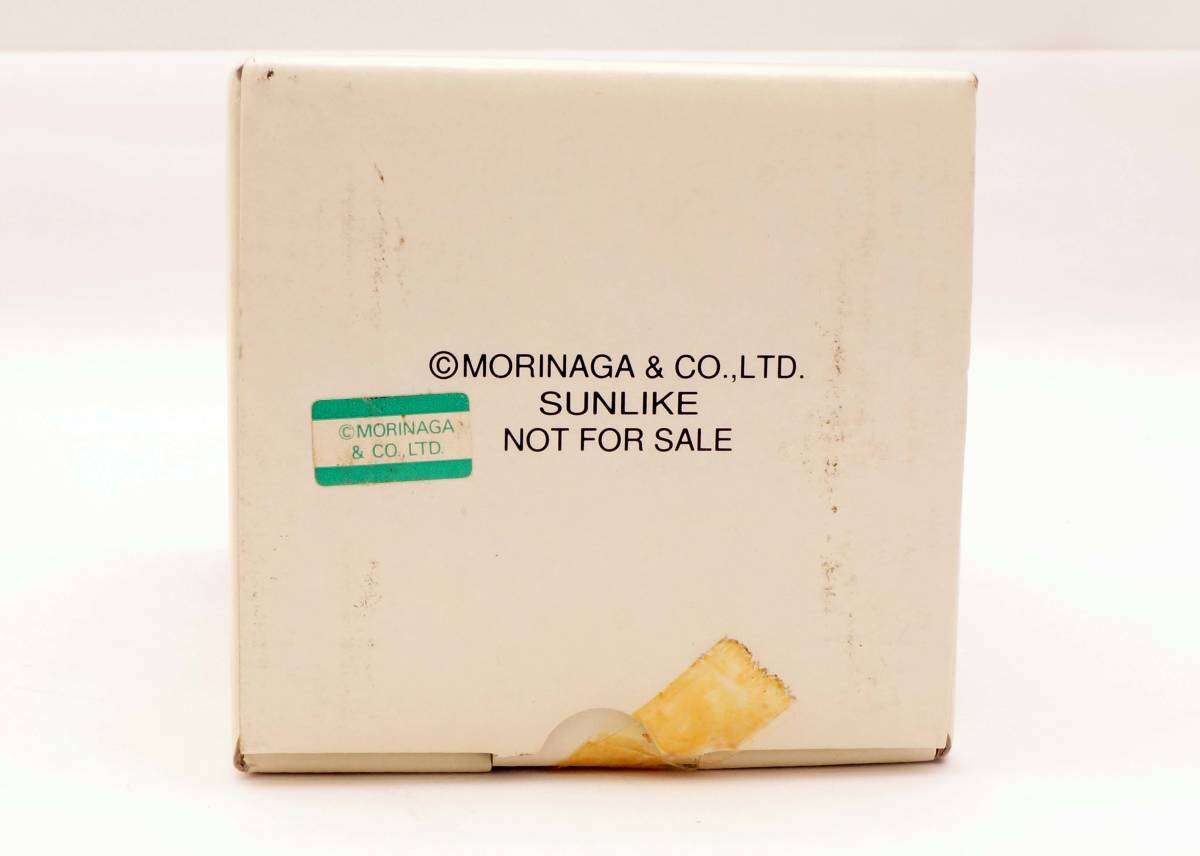 ©MORINAGA & CO.,LTD.
SUNLIKE
NOT FOR SALE
©MORINAGA
& CO.,LTD.